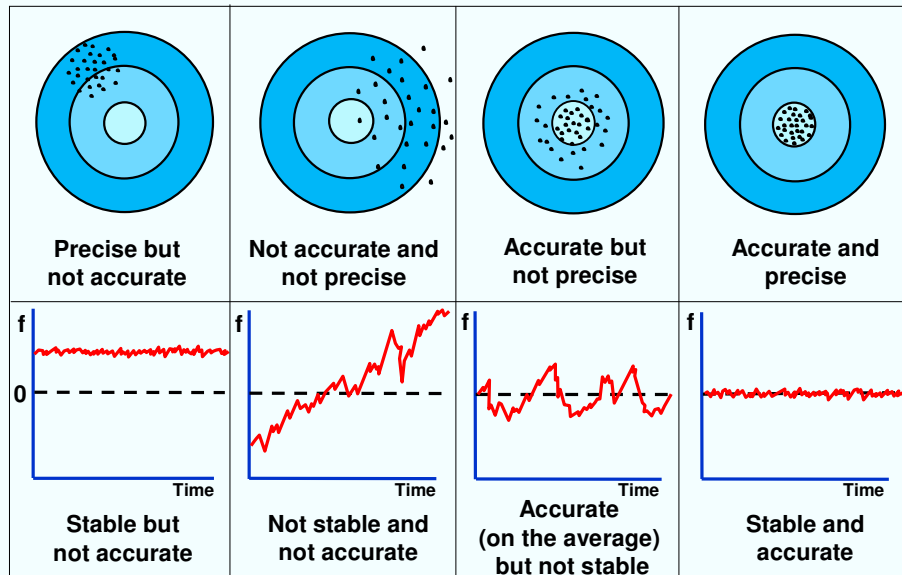 Precise but
not accurate
Not accurate and
not precise
Accurate but
not precise
Accurate and
precise
f
0
Time
Stable but
not accurate
f
Time
Not stable and
not accurate
f
Time
Accurate
(on the average)
but not stable
f
Time
Stable and
accurate